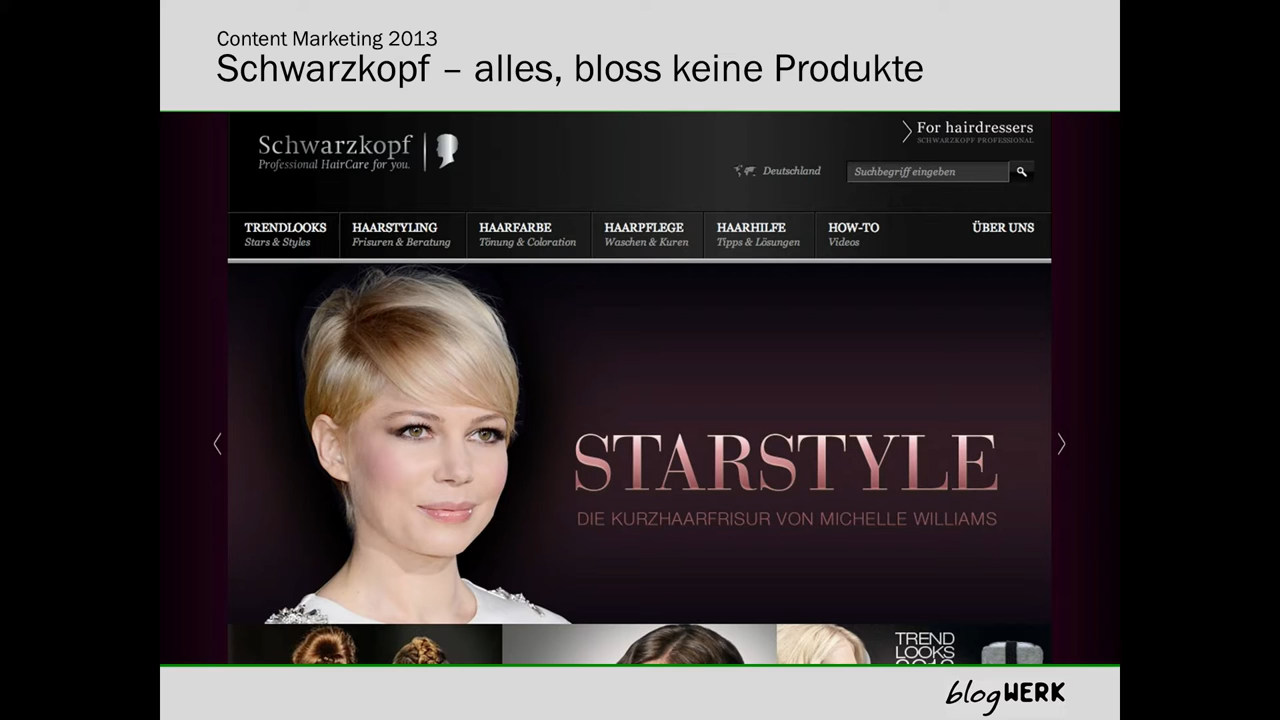 Content Marketing 2013
Schwarzkopf – alles, bloss keine Produkte
Schwarzkopf
Professional HairCare for you.
For hairdressers
SCHWARZKOPF PROFESSIONAL
Deutschland
Suchbegriff eingeben
TRENDLOOKS HAARSTYLING HAARFARBE HAARPFLEGE HAARHILFE HOW-TO ÜBER UNS
Stars & Styles Frisuren & Beratung Tönung & Coloration Waschen & Kuren Tipps & Lösungen Videos
STARSTYLE
DIE KURZHAARFRISUR VON MICHELLE WILLIAMS
TREND
LOOKS
blogWERK